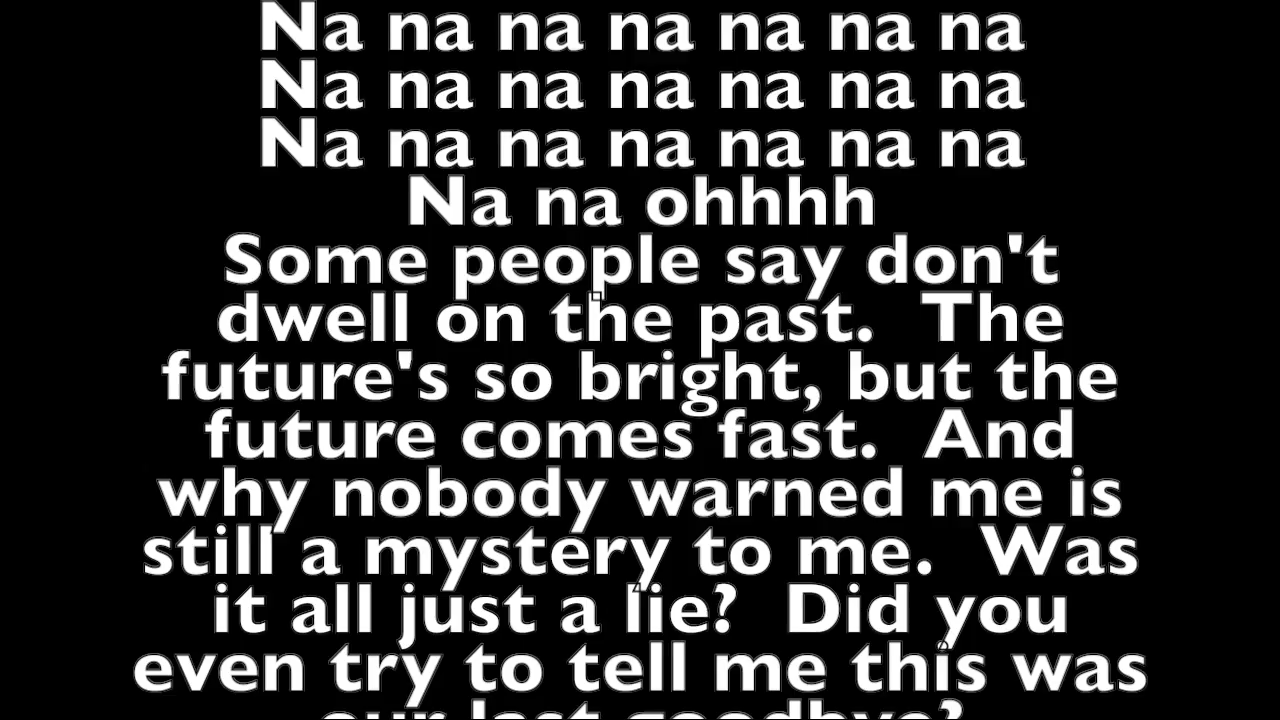 Na na na na na na na
Na na na na na na na
Na na na na na na na
Na na ohhhh
Some people say don't
dwell on the past.  The
future's so bright, but the
future comes fast.  And
why nobody warned me is
still a mystery to me.  Was
it all just a lie?  Did you
even try to tell me this was
our last goodbye?